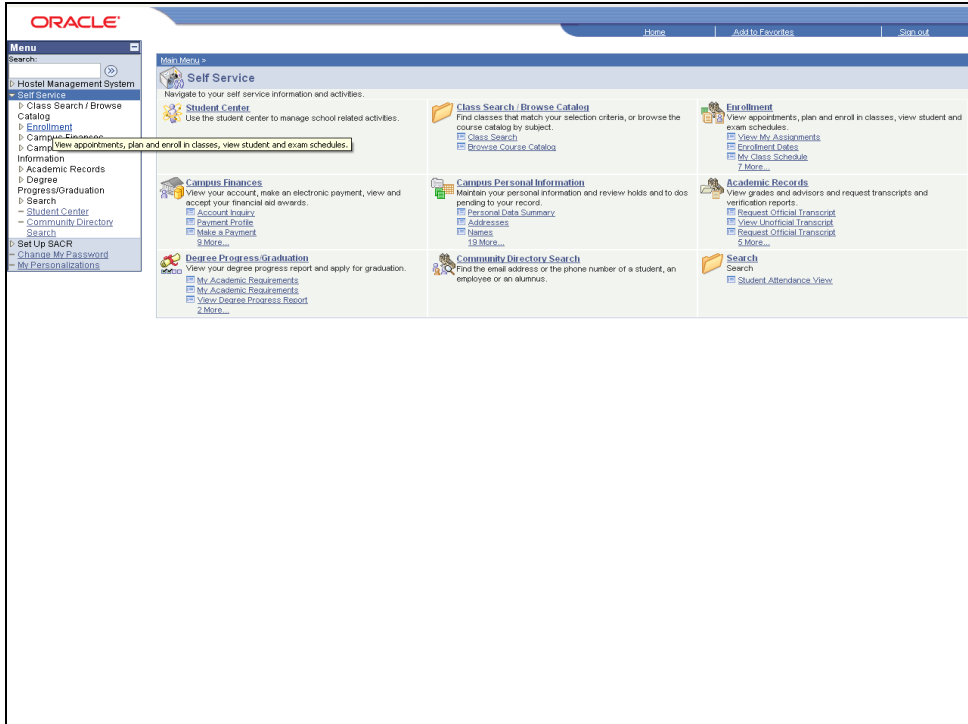 ORACLE
Home
Add to Favorites
Sign out
Menu
Search:
Hostel Management System
Self Service
Class Search / Browse
Catalog
Enrollment
Campus Finances
Camp
View appointments, plan and enroll in classes, view student and exam schedules.
Information
Academic Records
Degree
Progress/Graduation
Search
Student Center
Community Directory
Search
Set Up SACR
Change My Password
My Personalizations
Main Menu >
Self Service
Navigate to your self service information and activities.
Student Center
Use the student center to manage school related activities.
Class Search / Browse Catalog
Find classes that match your selection criteria, or browse the
course catalog by subject.
Class Search
Browse Course Catalog
Enrollment
View appointments, plan and enroll in classes, view student and
exam schedules.
View My Assignments
Enrollment Dates
My Class Schedule
7 More...
Campus Finances
View your account, make an electronic payment, view and
accept your financial aid awards.
Account Inquiry
Payment Profile
Make a Payment
9 More...
Campus Personal Information
Maintain your personal information and review holds and to dos
pending to your record.
Personal Data Summary
Addresses
Names
19 More...
Academic Records
View grades and advisors and request transcripts and
verification reports.
Request Official Transcript
View Unofficial Transcript
Request Official Transcript
5 More...
Degree Progress/Graduation
View your degree progress report and apply for graduation.
My Academic Requirements
My Academic Requirements
View Degree Progress Report
2 More...
Community Directory Search
Find the email address or the phone number of a student, an
employee or an alumnus.
Search
Search
Student Attendance View